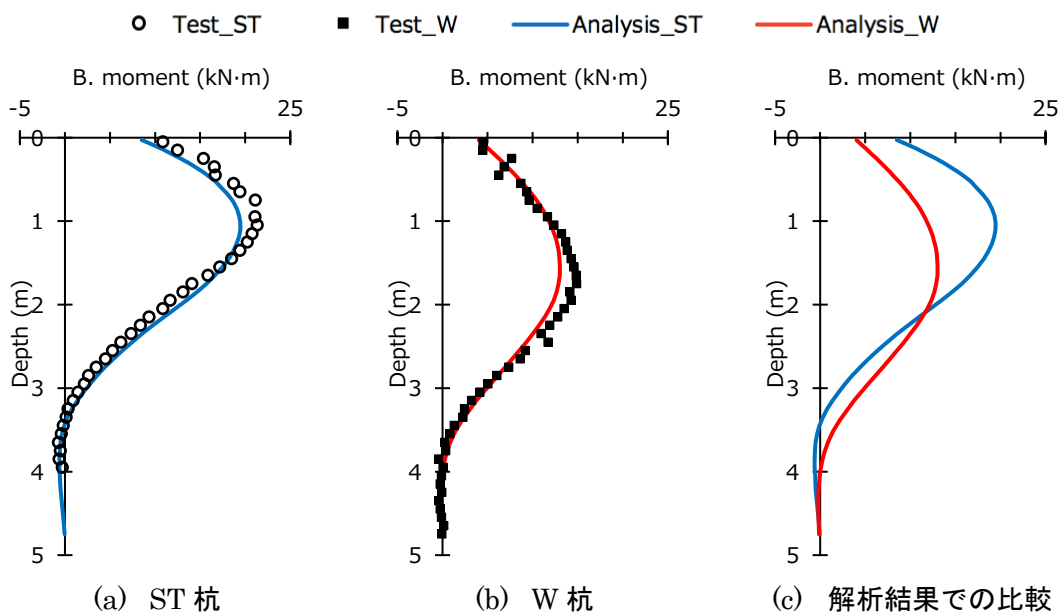 Test_ST Test_W Analysis_ST Analysis_W
B. moment (kN·m) B. moment (kN·m) B. moment (kN·m)
-5 25 -5 25 -5 25
0 0 0
1 1 1
2 2 2
3 3 3
4 4 4
5 5 5
Depth (m) Depth (m) Depth (m)
(a) ST 杭 (b) W 杭 (c) 解析結果での比較